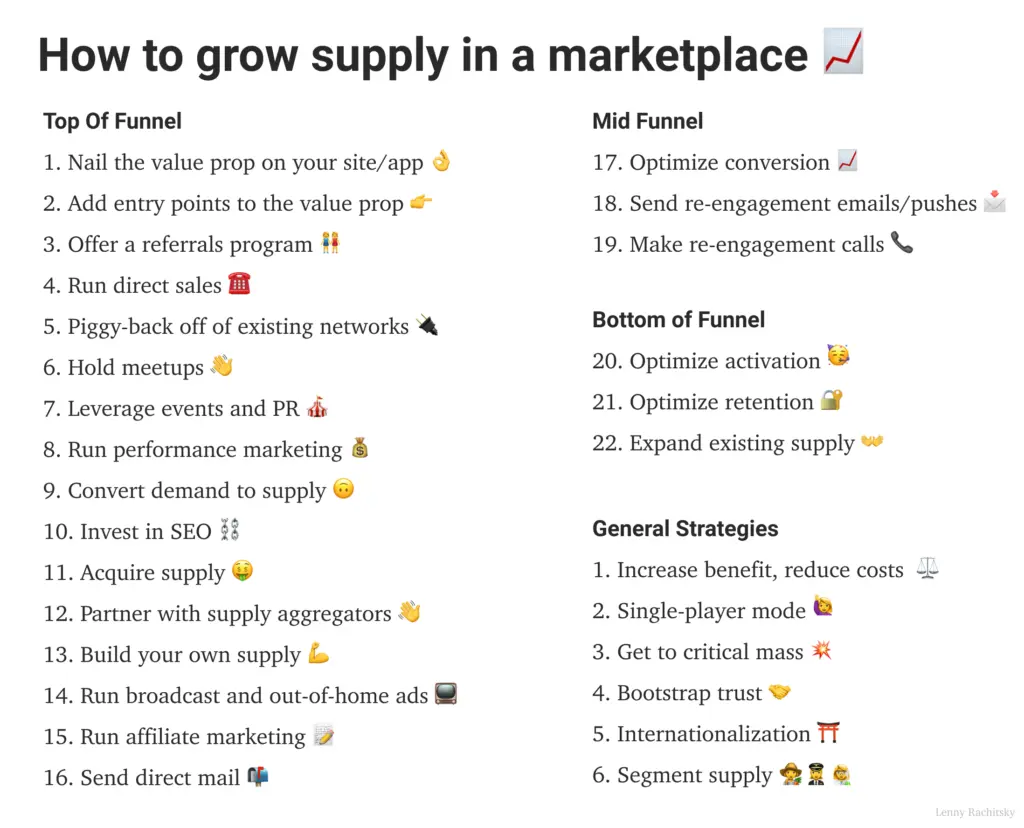 How to grow supply in a marketplace 📈
Top Of Funnel
1. Nail the value prop on your site/app 👌
2. Add entry points to the value prop 👉
3. Offer a referrals program 👭
4. Run direct sales ☎️
5. Piggy-back off of existing networks 🔌
6. Hold meetups 👋
7. Leverage events and PR 🎪
8. Run performance marketing 💰
9. Convert demand to supply 🙃
10. Invest in SEO ⛓
11. Acquire supply 🤑
12. Partner with supply aggregators 👋
13. Build your own supply 💪
14. Run broadcast and out-of-home ads 📺
15. Run affiliate marketing 📝
16. Send direct mail 📬
Mid Funnel
17. Optimize conversion 📈
18. Send re-engagement emails/pushes 📩
19. Make re-engagement calls 📞
Bottom of Funnel
20. Optimize activation 🥳
21. Optimize retention 🔐
22. Expand existing supply 👐
General Strategies
1. Increase benefit, reduce costs ⚖️
2. Single-player mode 🙋‍♀️
3. Get to critical mass 💥
4. Bootstrap trust 🤝
5. Internationalization ⛩
6. Segment supply 👩‍🌾👩‍✈️👩‍🚀
Lenny Rachitsky